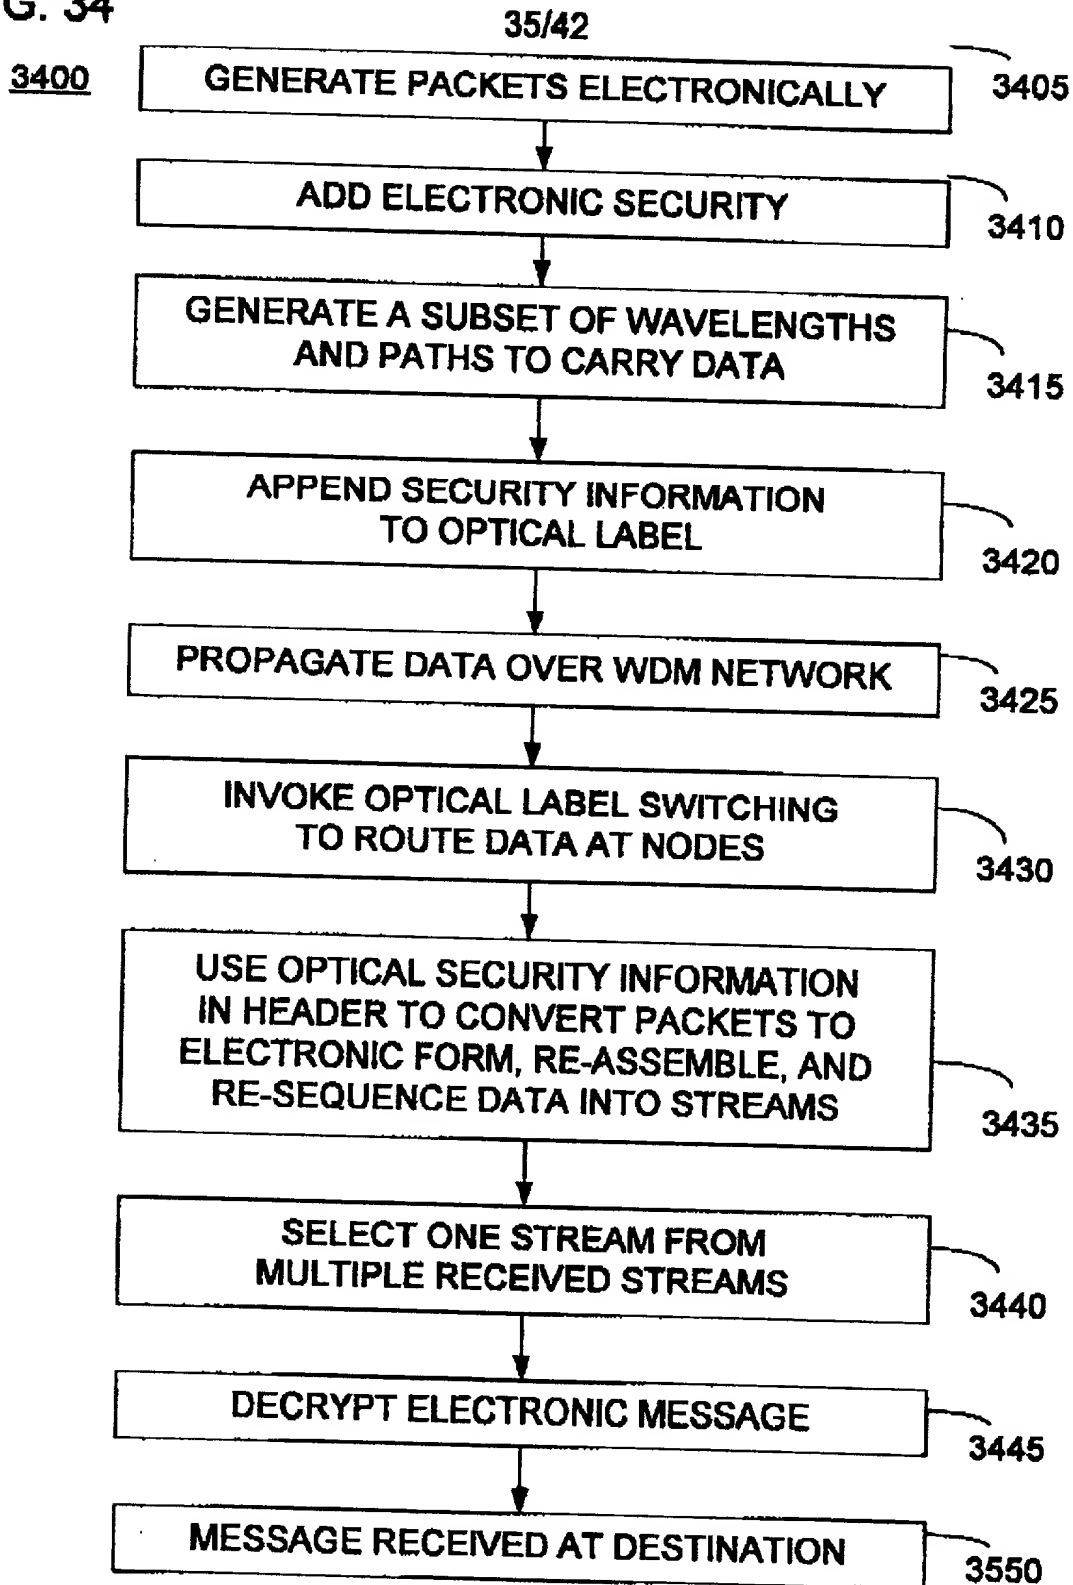 G. 34
35/42
3400
GENERATE PACKETS ELECTRONICALLY
3405
ADD ELECTRONIC SECURITY
3410
GENERATE A SUBSET OF WAVELENGTHS
AND PATHS TO CARRY DATA
3415
APPEND SECURITY INFORMATION
TO OPTICAL LABEL
3420
PROPAGATE DATA OVER WDM NETWORK
3425
INVOKE OPTICAL LABEL SWITCHING
TO ROUTE DATA AT NODES
3430
USE OPTICAL SECURITY INFORMATION
IN HEADER TO CONVERT PACKETS TO
ELECTRONIC FORM, RE-ASSEMBLE, AND
RE-SEQUENCE DATA INTO STREAMS
3435
SELECT ONE STREAM FROM
MULTIPLE RECEIVED STREAMS
3440
DECRYPT ELECTRONIC MESSAGE
3445
MESSAGE RECEIVED AT DESTINATION
3550